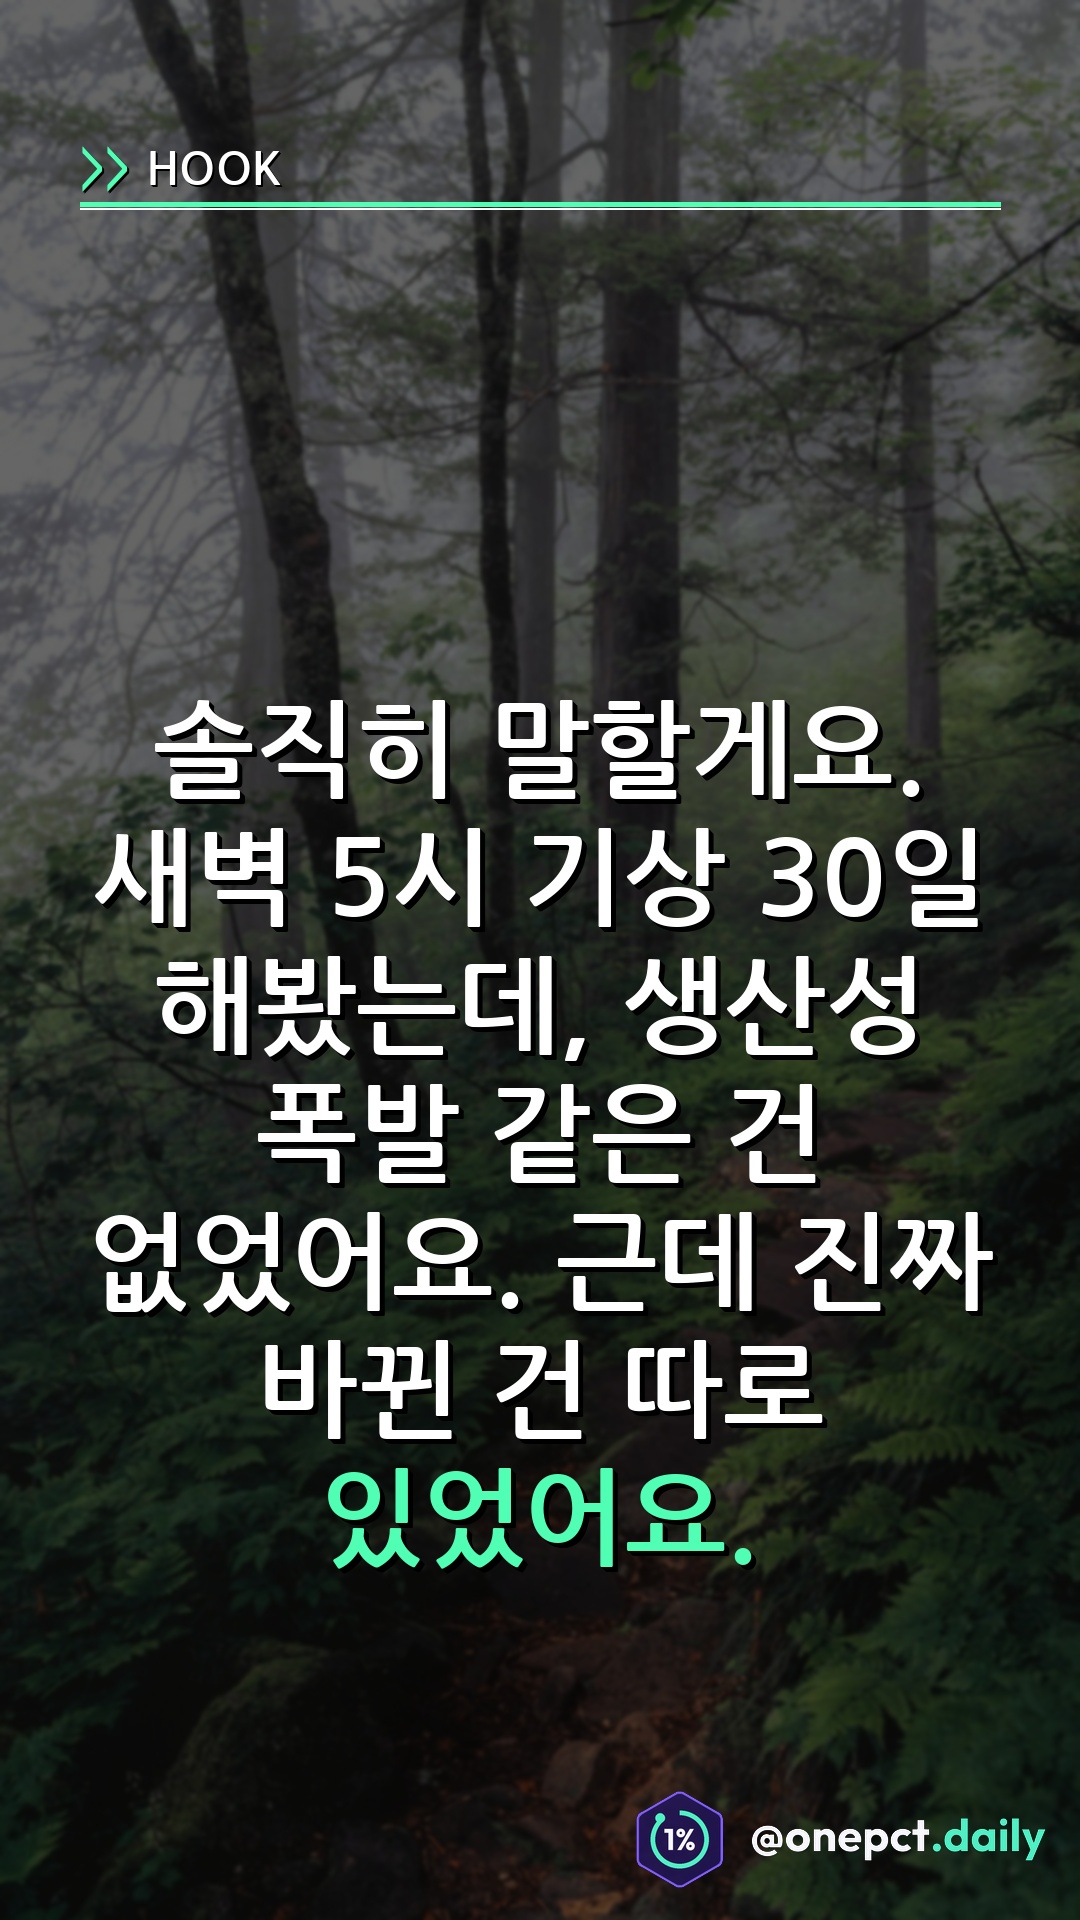 HOOK
솔직히 말할게요.
새벽 5시 기상 30일
해봤는데, 생산성
폭발 같은 건
없었어요. 근데 진짜
바뀐 건 따로
있었어요.
1% @onepct.daily